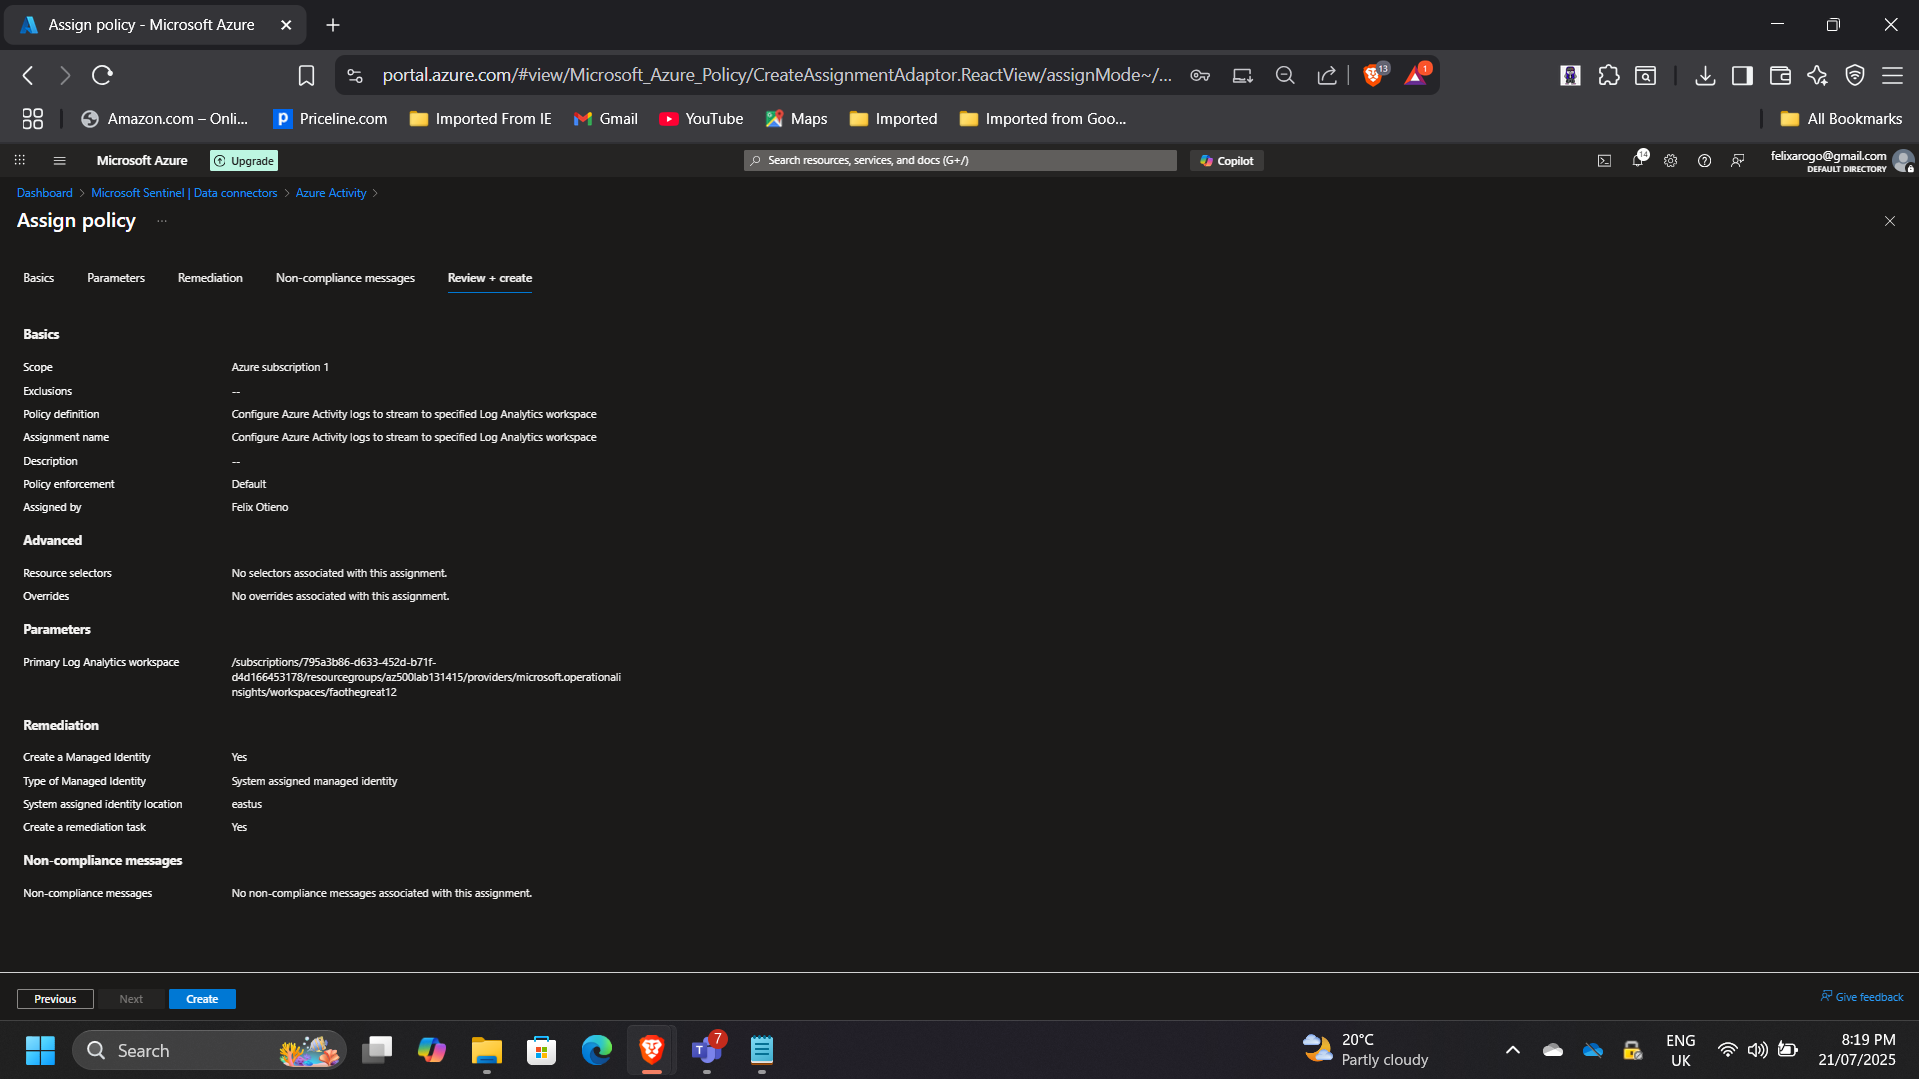 Assign policy - Microsoft Azure
portal.azure.com/#view/Microsoft_Azure_Policy/CreateAssignmentAdaptor.ReactView/assignMode~/...
13
1
Amazon.com – Onli...
Priceline.com
Imported From IE
Gmail
YouTube
Maps
Imported
Imported from Goo...
All Bookmarks
Microsoft Azure
Upgrade
Search resources, services, and docs (G+/)
Copilot
14
felixarogo@gmail.com
DEFAULT DIRECTORY
Dashboard > Microsoft Sentinel | Data connectors > Azure Activity >
Assign policy ...
Basics
Parameters
Remediation
Non-compliance messages
Review + create
Basics
Scope Azure subscription 1
Exclusions --
Policy definition Configure Azure Activity logs to stream to specified Log Analytics workspace
Assignment name Configure Azure Activity logs to stream to specified Log Analytics workspace
Description --
Policy enforcement Default
Assigned by Felix Otieno
Advanced
Resource selectors No selectors associated with this assignment.
Overrides No overrides associated with this assignment.
Parameters
Primary Log Analytics workspace /subscriptions/795a3b86-d633-452d-b71f-
d4d166453178/resourcegroups/az500lab131415/providers/microsoft.operationali
nsights/workspaces/faothegreat12
Remediation
Create a Managed Identity Yes
Type of Managed Identity System assigned managed identity
System assigned identity location eastus
Create a remediation task Yes
Non-compliance messages
Non-compliance messages No non-compliance messages associated with this assignment.
Previous
Next
Create
Give feedback
Search
7
20°C
Partly cloudy
ENG
UK
8:19 PM
21/07/2025